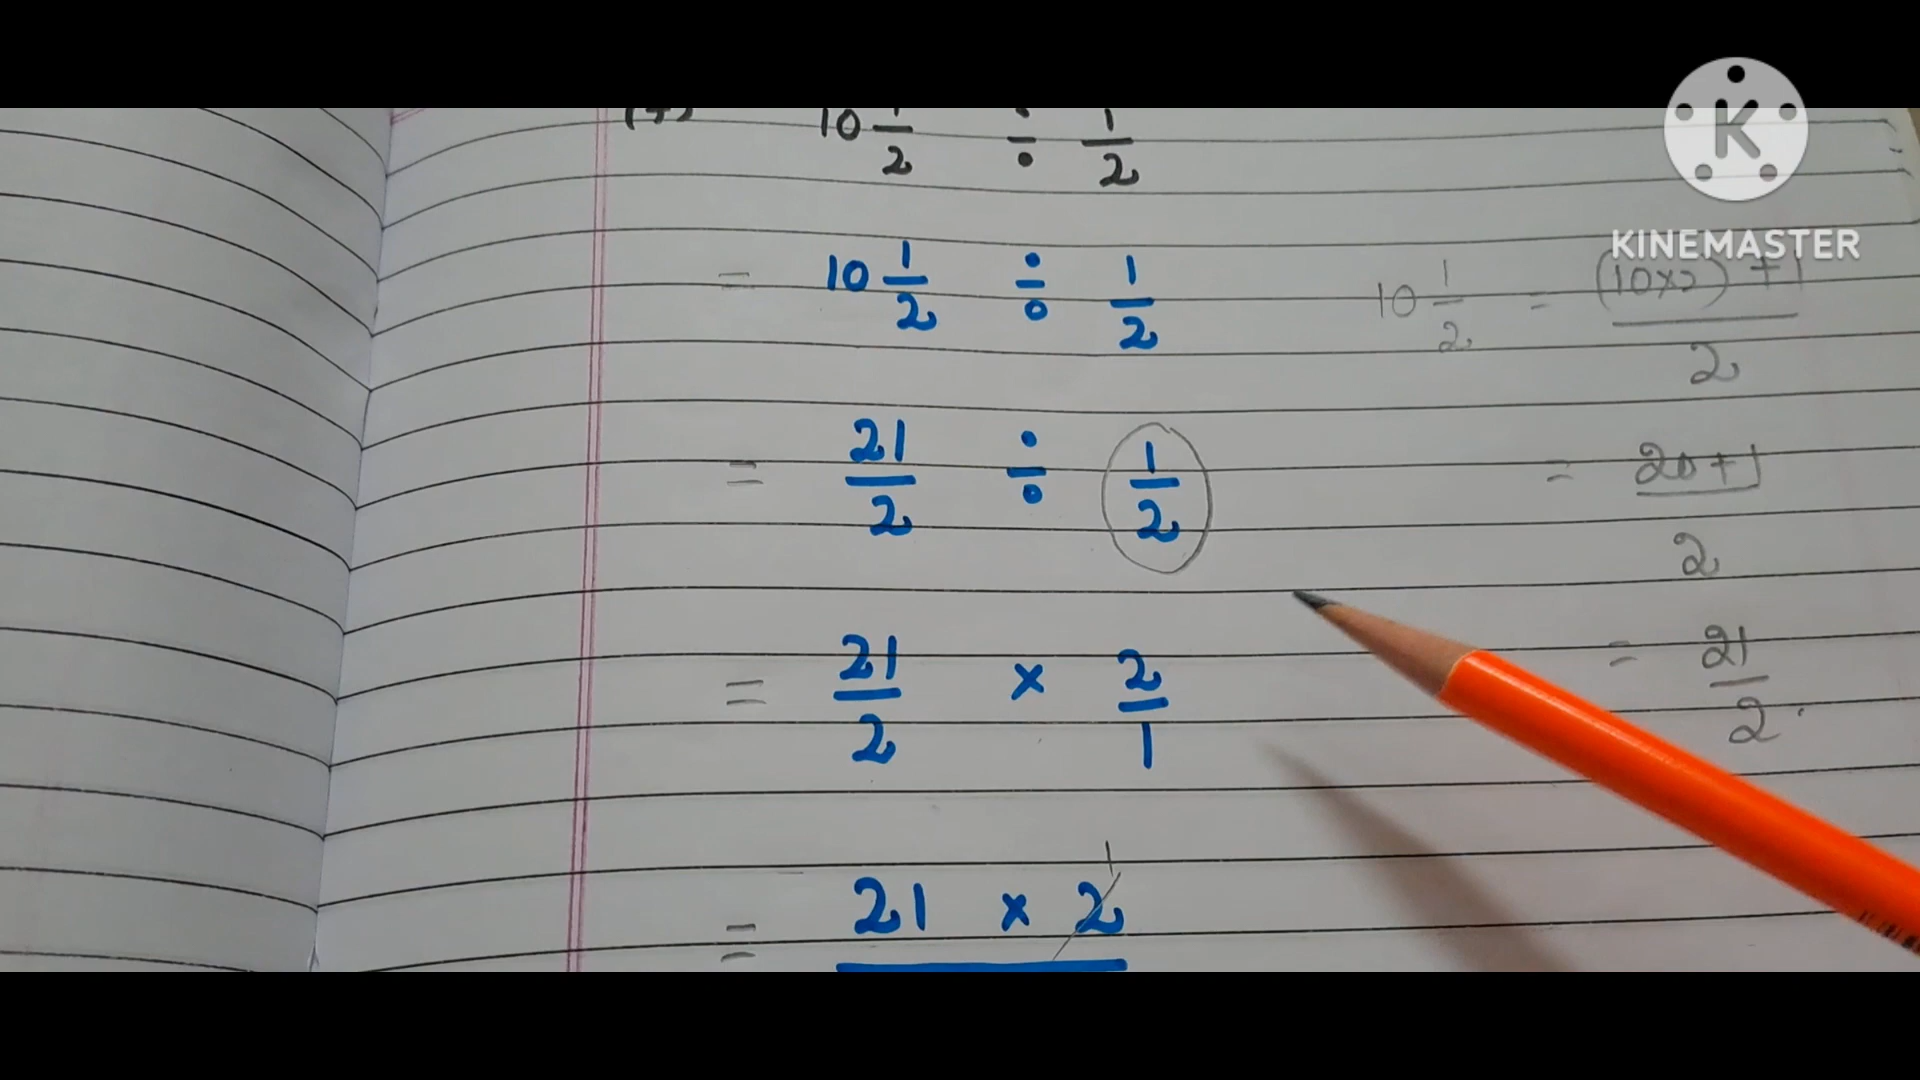 10 1/2 ÷ 1/2
= 10 1/2 ÷ 1/2
= 21/2 ÷ 1/2
= 21/2 × 2/1
1
= 21 × 2
K
KINEMASTER
10 1/2 = (10×2)+1/2
= 20+1/2
= 21/2